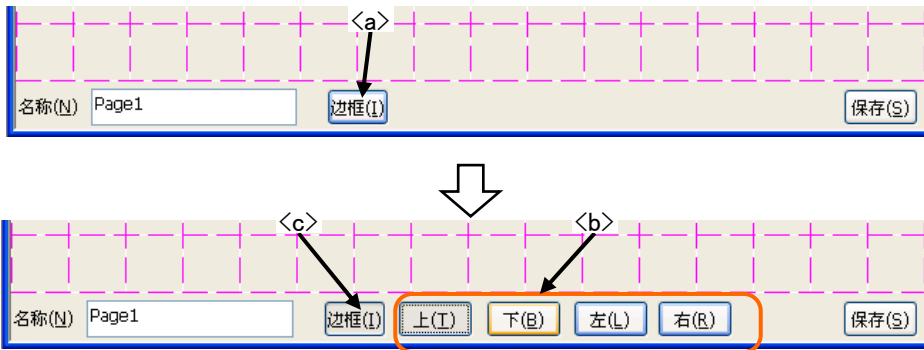 <a>
名称(N) Page1 边框(I) 保存(S)
<c> <b>
名称(N) Page1 边框(I) 上(T) 下(B) 左(L) 右(R) 保存(S)